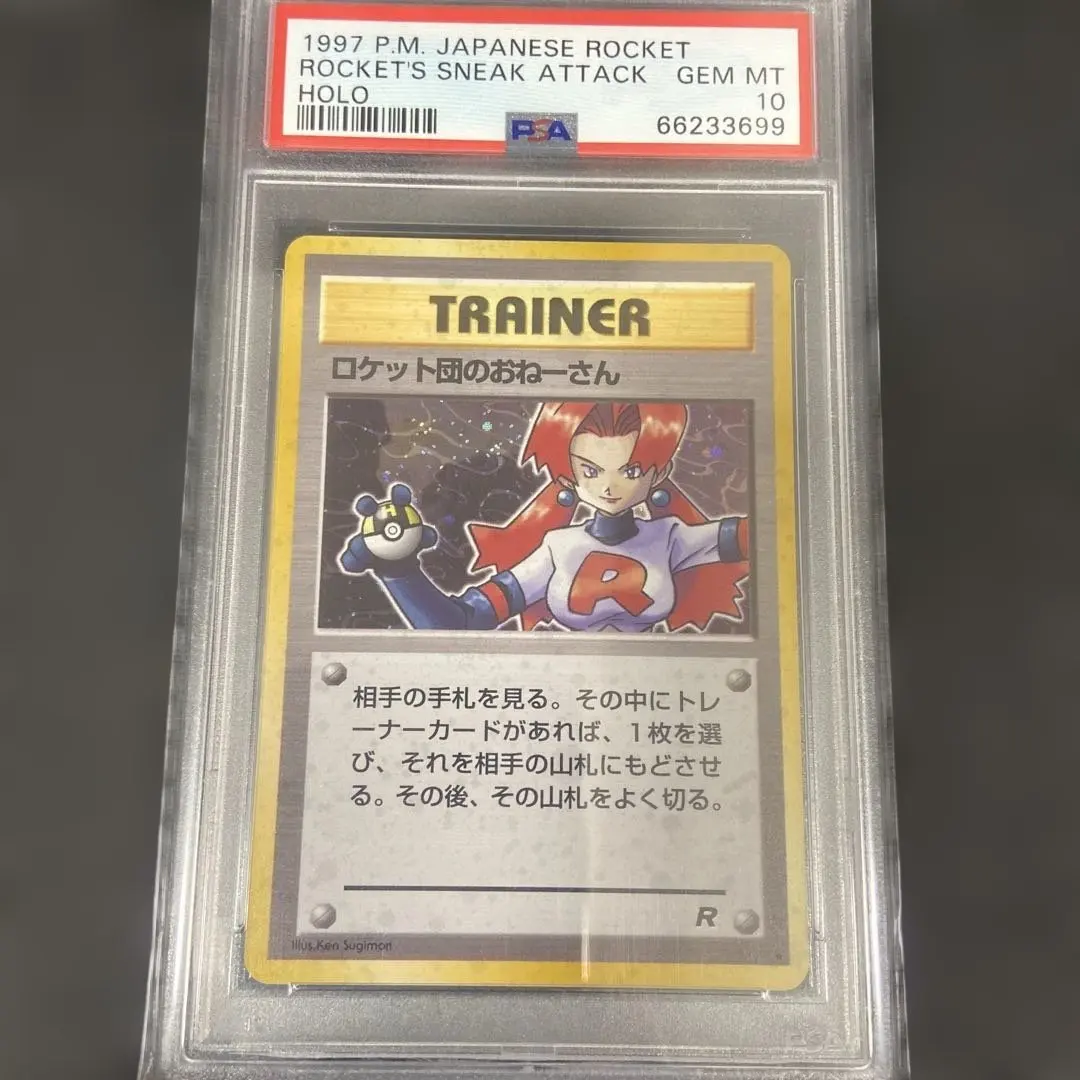 1997 P.M. JAPANESE ROCKET
ROCKET'S SNEAK ATTACK GEM MT
HOLO 10
PSA 66233699
TRAINER
ロケット団のおねーさん
R
相手の手札を見る。その中にトレ
ーナーカードがあれば、1枚を選
び、それを相手の山札にもどさせ
る。その後、その山札をよく切る。
R
Illus.Ken Sugimori